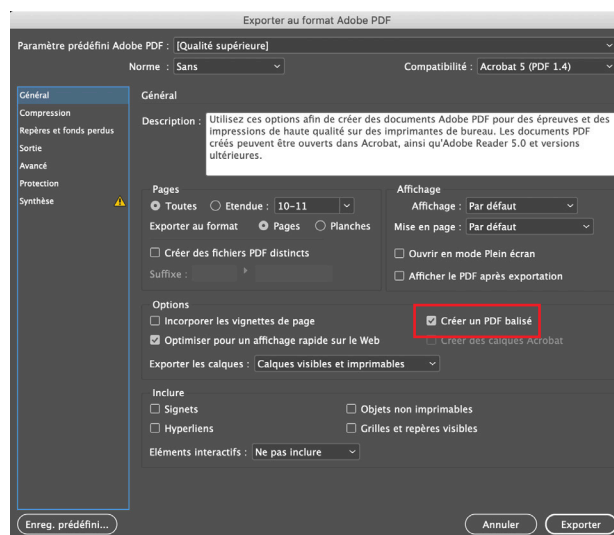 Exporter au format Adobe PDF
Paramètre prédéfini Adobe PDF : [Qualité supérieure]
Norme : Sans Compatibilité : Acrobat 5 (PDF 1.4)
Général
Compression
Repères et fonds perdus
Sortie
Avancé
Protection
Synthèse
Général
Description : Utilisez ces options afin de créer des documents Adobe PDF pour des épreuves et des
impressions de haute qualité sur des imprimantes de bureau. Les documents PDF
créés peuvent être ouverts dans Acrobat, ainsi qu'Adobe Reader 5.0 et versions
ultérieures.
Pages
Toutes Etendue : 10-11
Exporter au format Pages Planches
Créer des fichiers PDF distincts
Suffixe :
Affichage
Affichage : Par défaut
Mise en page : Par défaut
Ouvrir en mode Plein écran
Afficher le PDF après exportation
Options
Incorporer les vignettes de page Créer un PDF balisé
Optimiser pour un affichage rapide sur le Web Créer des calques Acrobat
Exporter les calques : Calques visibles et imprimables
Inclure
Signets Objets non imprimables
Hyperliens Grilles et repères visibles
Eléments interactifs : Ne pas inclure
Enreg. prédéfini... Annuler Exporter